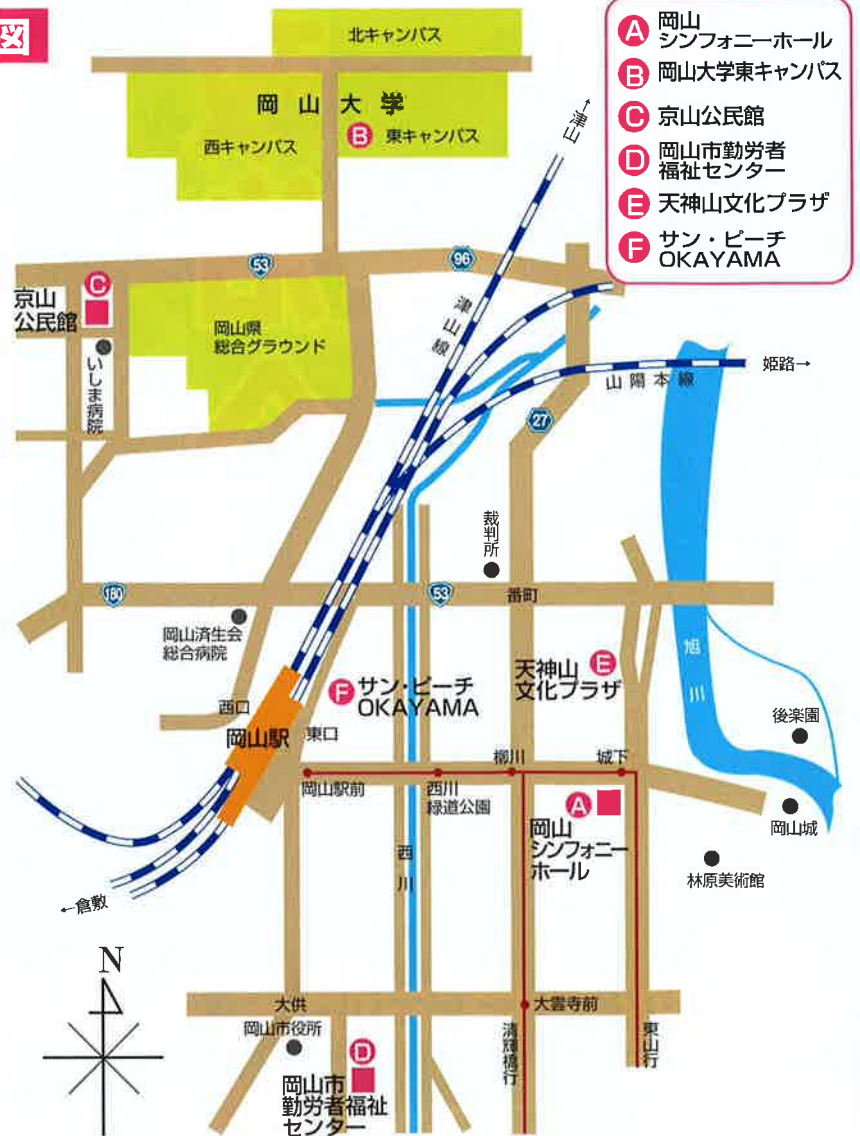 図
A 岡山
シンフォニーホール
B 岡山大学東キャンパス
C 京山公民館
D 岡山市勤労者
福祉センター
E 天神山文化プラザ
F サン・ピーチ
OKAYAMA
北キャンパス
岡山大学
西キャンパス
B 東キャンパス
↑津山
53
96
C
京山
公民館
いしま病院
岡山県
総合グラウンド
津山線
山陽本線
姫路→
27
裁判所
180
53
番町
岡山済生会
総合病院
旭川
F サン・ピーチ
OKAYAMA
天神山
文化プラザ
E
西口
岡山駅
東口
後楽園
岡山駅前
西川
緑道公園
柳川
城下
A
岡山
シンフォニー
ホール
岡山城
林原美術館
西川
←倉敷
N
大供
大雲寺前
岡山市役所
清輝橋行
東山行
D
岡山市
勤労者福祉
センター